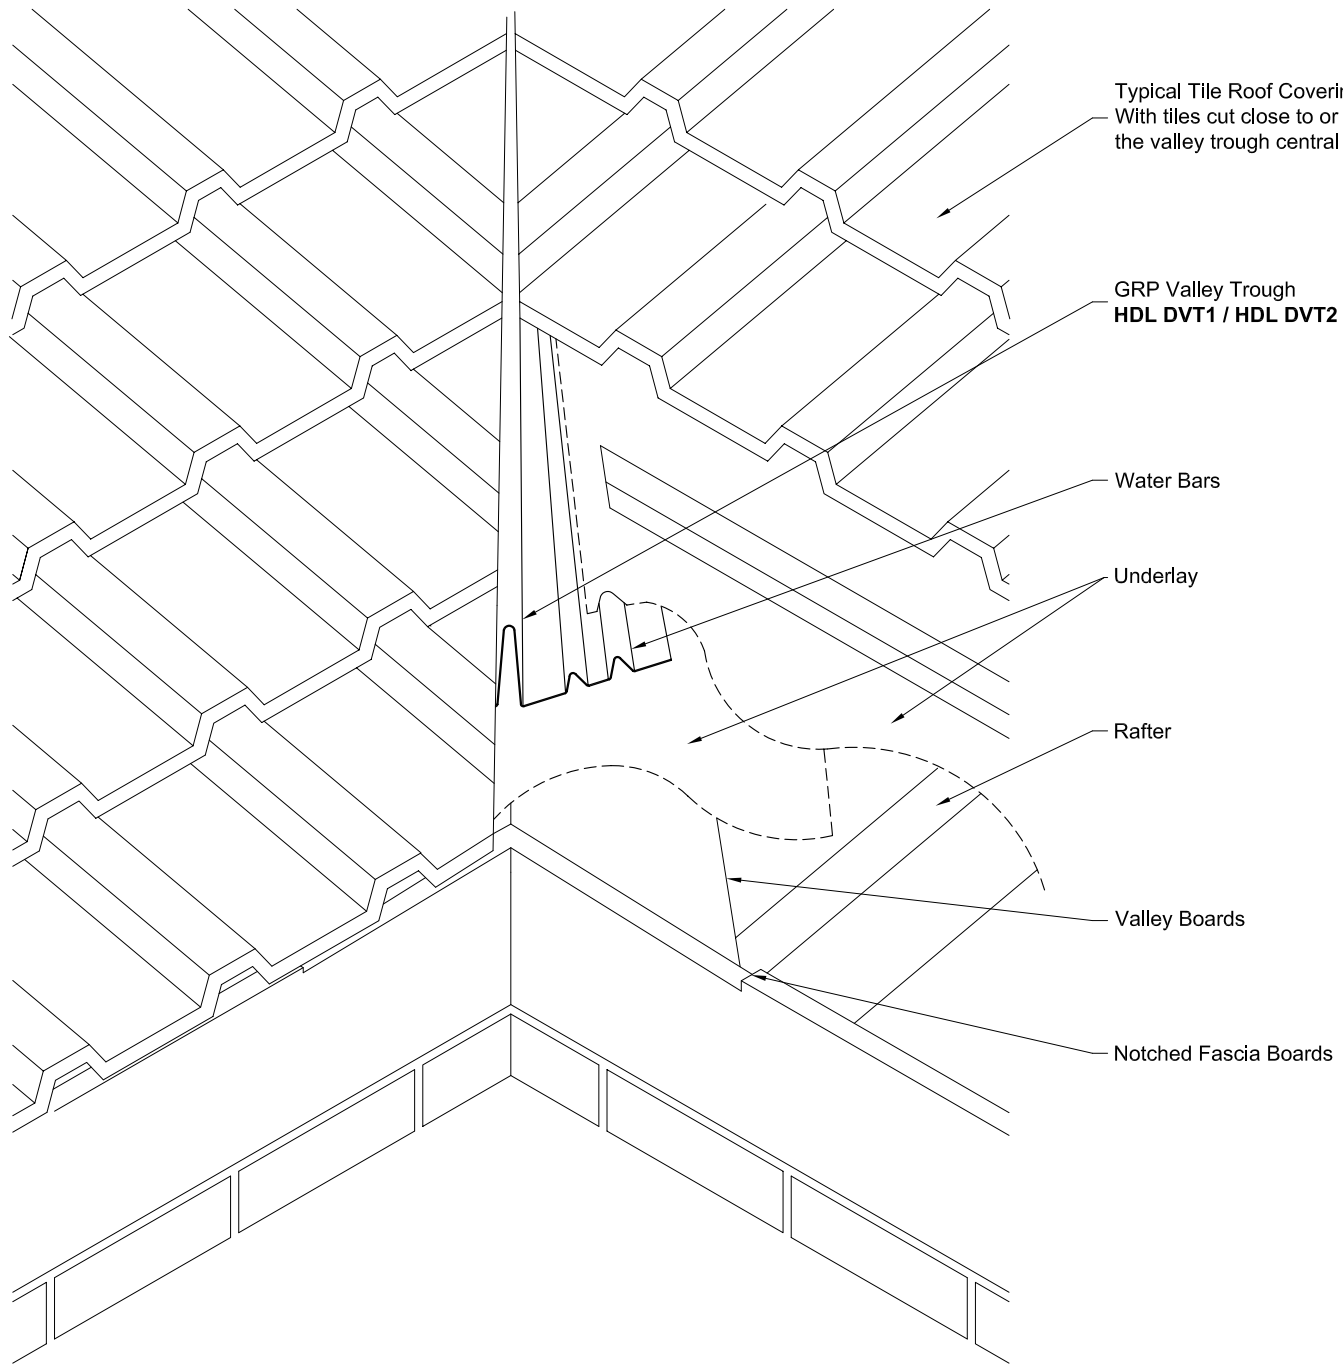 Typical Tile Roof
With tiles cut close to or
the valley trough central
GRP Valley Trough
HDL DVT1 / HDL DVT2
Water Bars
Underlay
Rafter
Valley Boards
Notched Fascia Boards